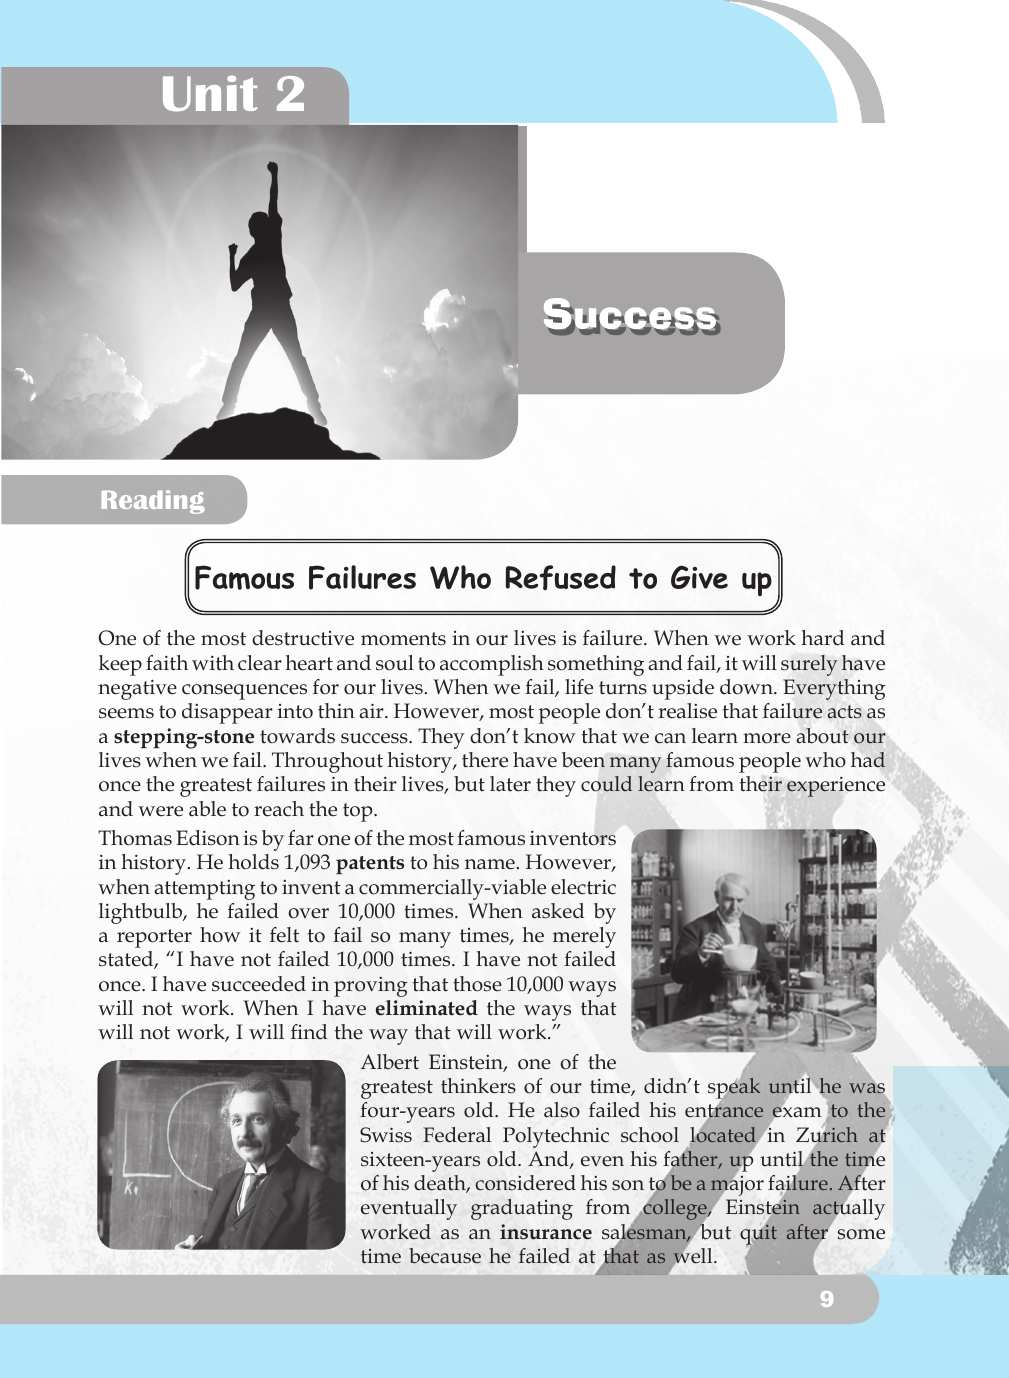 Unit 2
Success
Reading
Famous Failures Who Refused to Give up
One of the most destructive moments in our lives is failure. When we work hard and
keep faith with clear heart and soul to accomplish something and fail, it will surely have
negative consequences for our lives. When we fail, life turns upside down. Everything
seems to disappear into thin air. However, most people don’t realise that failure acts as
a stepping-stone towards success. They don’t know that we can learn more about our
lives when we fail. Throughout history, there have been many famous people who had
once the greatest failures in their lives, but later they could learn from their experience
and were able to reach the top.
Thomas Edison is by far one of the most famous inventors
in history. He holds 1,093 patents to his name. However,
when attempting to invent a commercially-viable electric
lightbulb, he failed over 10,000 times. When asked by
a reporter how it felt to fail so many times, he merely
stated, “I have not failed 10,000 times. I have not failed
once. I have succeeded in proving that those 10,000 ways
will not work. When I have eliminated the ways that
will not work, I will find the way that will work.”
Albert Einstein, one of the
greatest thinkers of our time, didn’t speak until he was
four-years old. He also failed his entrance exam to the
Swiss Federal Polytechnic school located in Zurich at
sixteen-years old. And, even his father, up until the time
of his death, considered his son to be a major failure. After
eventually graduating from college, Einstein actually
worked as an insurance salesman, but quit after some
time because he failed at that as well.
9